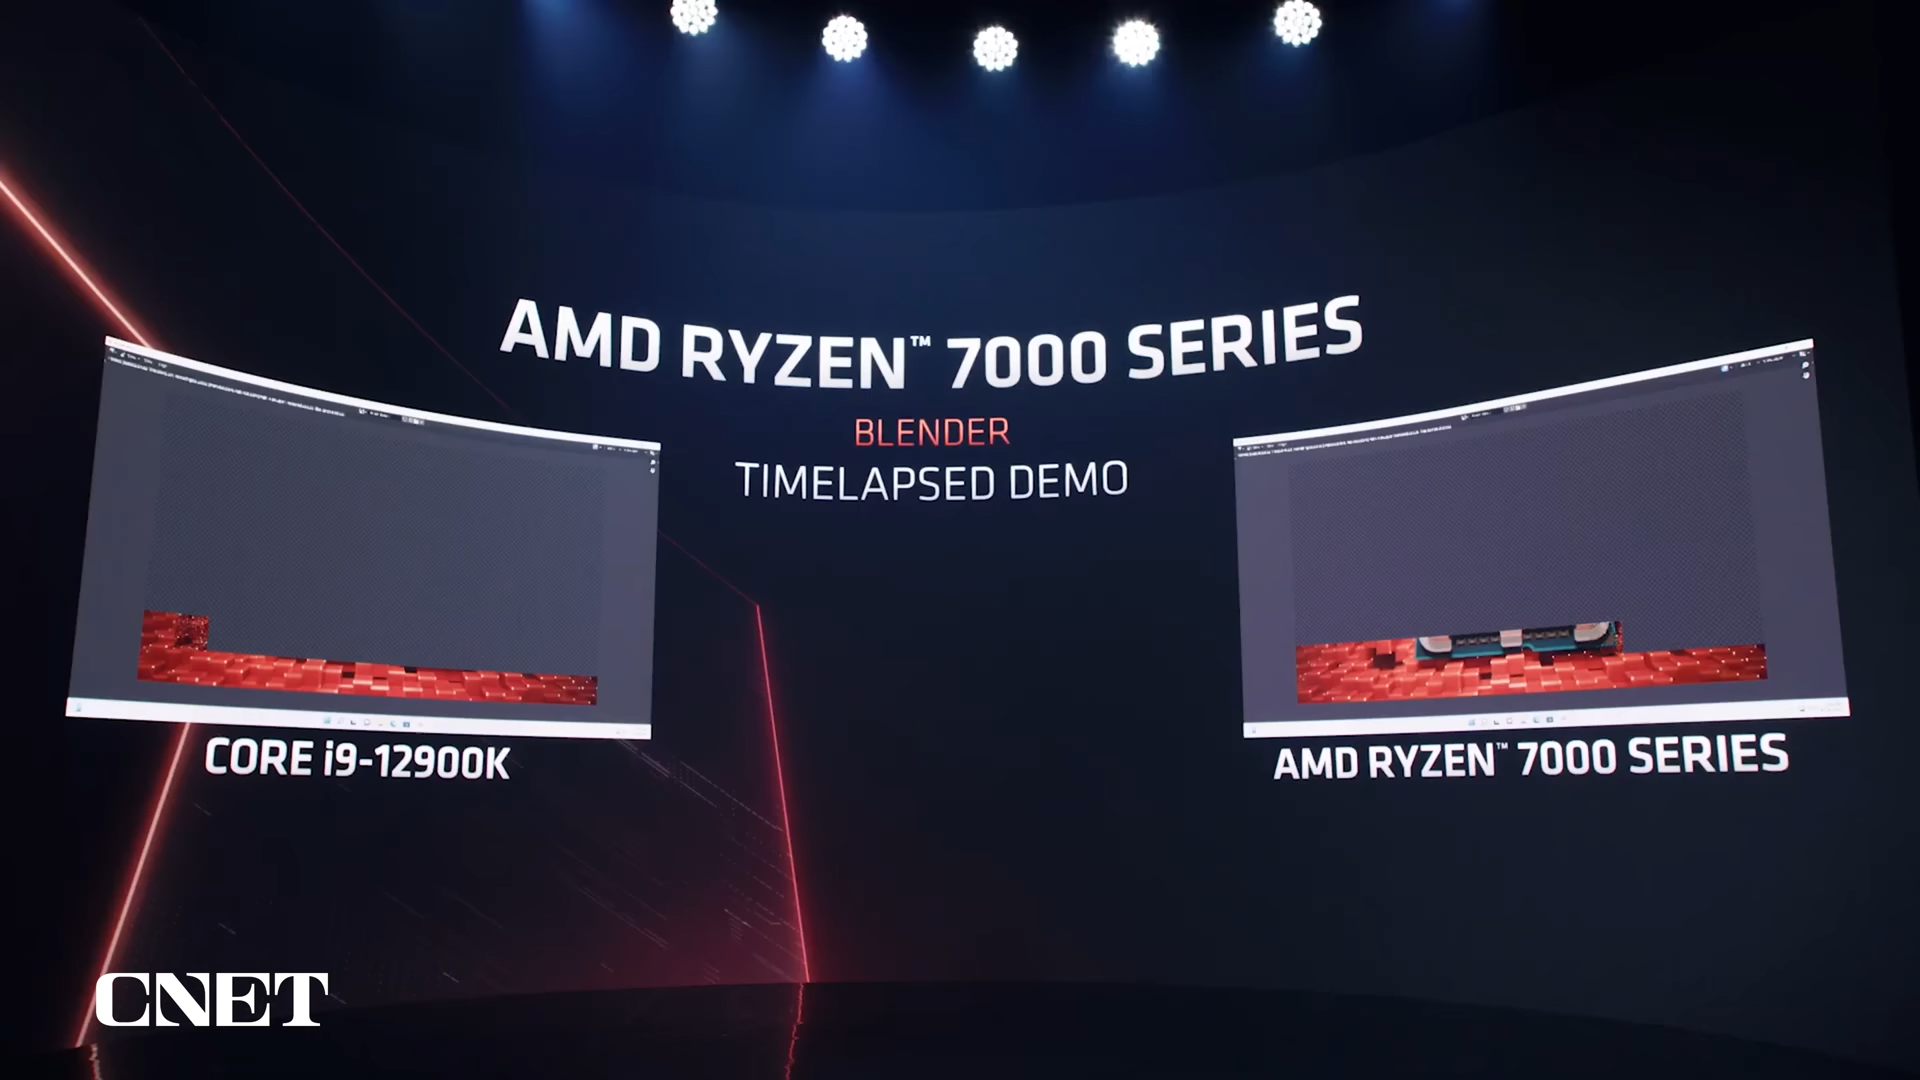 AMD RYZEN™ 7000 SERIES
BLENDER
TIMELAPSED DEMO
CORE i9-12900K
AMD RYZEN™ 7000 SERIES
CNET